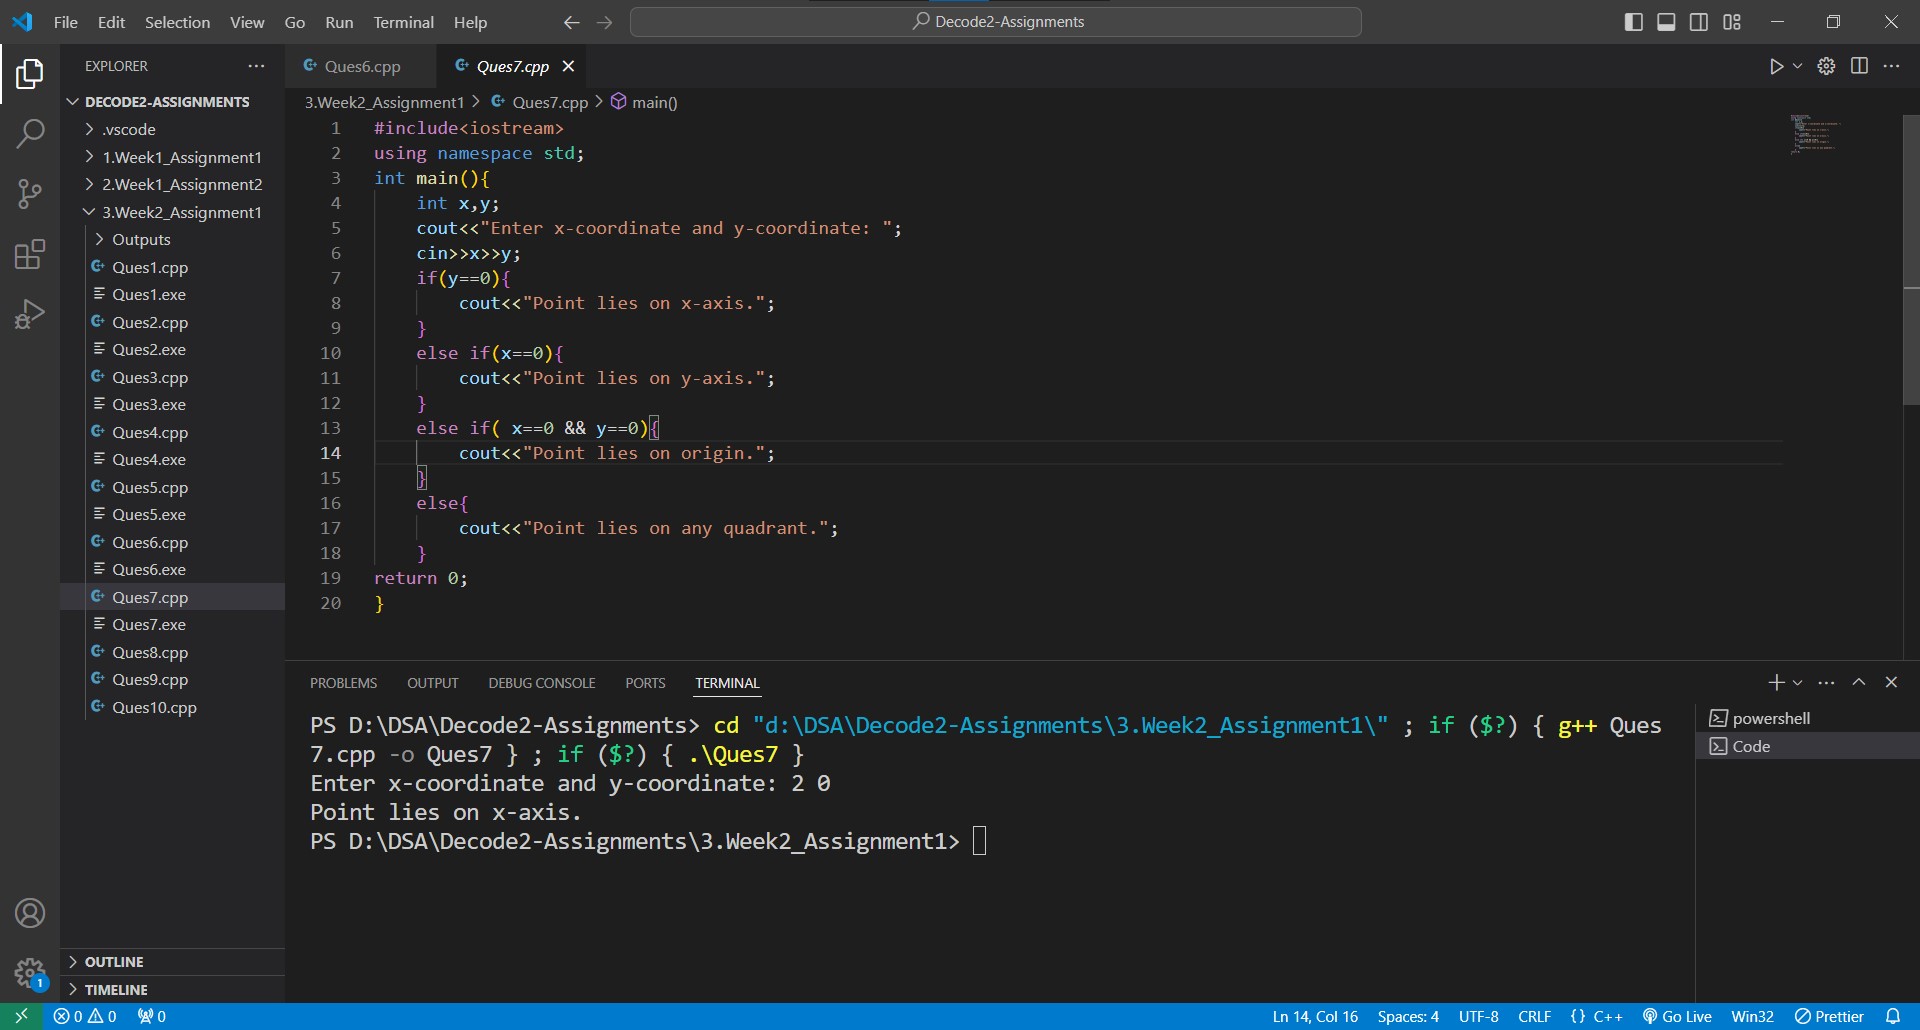 File Edit Selection View Go Run Terminal Help
Decode2-Assignments
EXPLORER
DECODE2-ASSIGNMENTS
.vscode
1.Week1_Assignment1
2.Week1_Assignment2
3.Week2_Assignment1
Outputs
Ques1.cpp
Ques1.exe
Ques2.cpp
Ques2.exe
Ques3.cpp
Ques3.exe
Ques4.cpp
Ques4.exe
Ques5.cpp
Ques5.exe
Ques6.cpp
Ques6.exe
Ques7.cpp
Ques7.exe
Ques8.cpp
Ques9.cpp
Ques10.cpp
OUTLINE
TIMELINE
Ques6.cpp Ques7.cpp
3.Week2_Assignment1 > Ques7.cpp > main()
1 #include<iostream>
2 using namespace std;
3 int main(){
4 int x,y;
5 cout<<"Enter x-coordinate and y-coordinate: ";
6 cin>>x>>y;
7 if(y==0){
8 cout<<"Point lies on x-axis.";
9 }
10 else if(x==0){
11 cout<<"Point lies on y-axis.";
12 }
13 else if( x==0 && y==0){
14 cout<<"Point lies on origin.";
15 }
16 else{
17 cout<<"Point lies on any quadrant.";
18 }
19 return 0;
20 }
PROBLEMS OUTPUT DEBUG CONSOLE PORTS TERMINAL
PS D:\DSA\Decode2-Assignments> cd "d:\DSA\Decode2-Assignments\3.Week2_Assignment1\" ; if ($?) { g++ Ques
7.cpp -o Ques7 } ; if ($?) { .\Ques7 }
Enter x-coordinate and y-coordinate: 2 0
Point lies on x-axis.
PS D:\DSA\Decode2-Assignments\3.Week2_Assignment1>
powershell
Code
1
0 0 0 Ln 14, Col 16 Spaces: 4 UTF-8 CRLF {} C++ Go Live Win32 Prettier